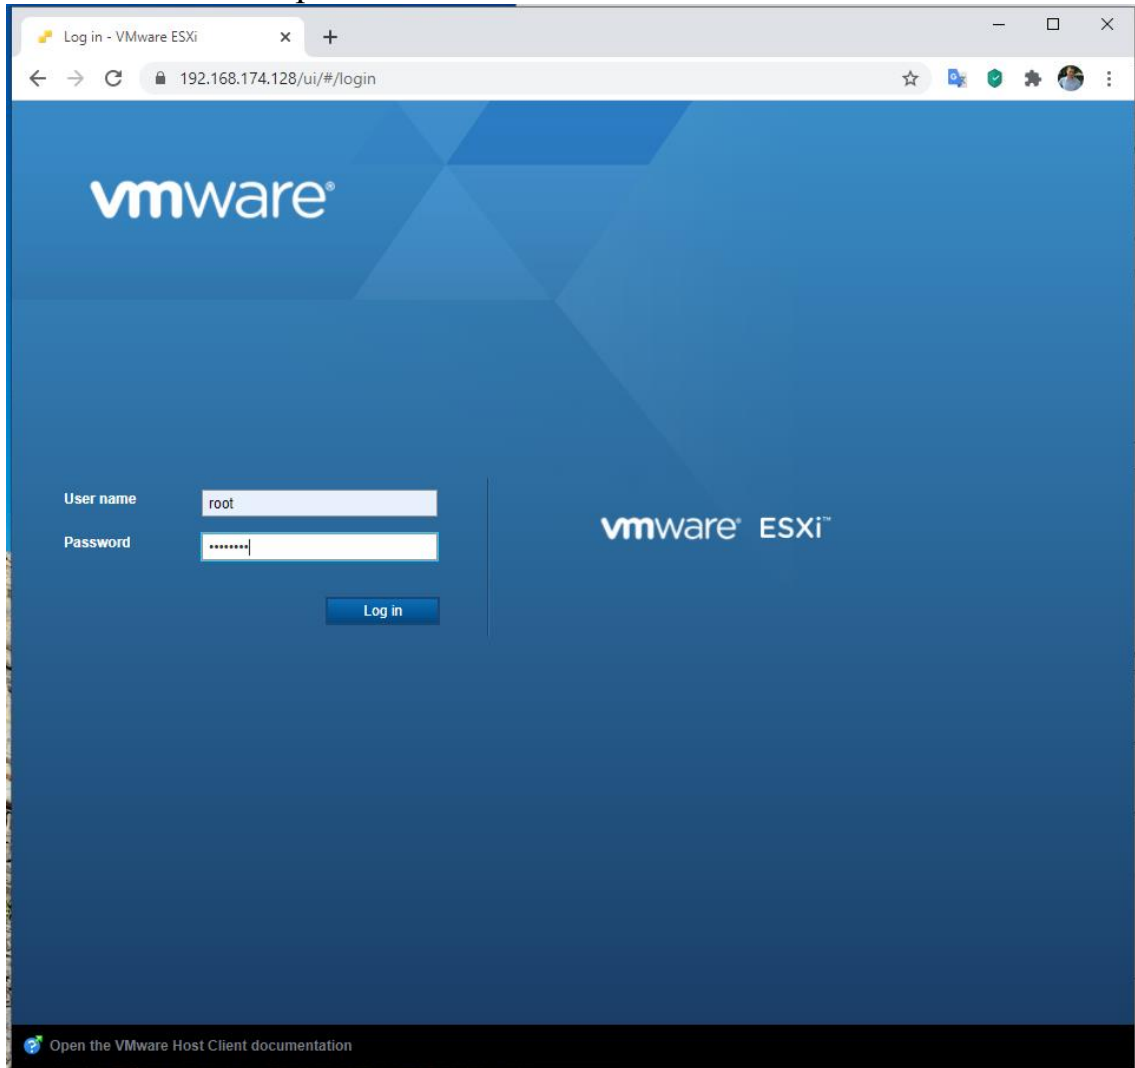 Log in - VMware ESXi
192.168.174.128/ui/#/login
vmware®
User name
root
Password
••••••••
Log in
vmware® ESXi™
Open the VMware Host Client documentation